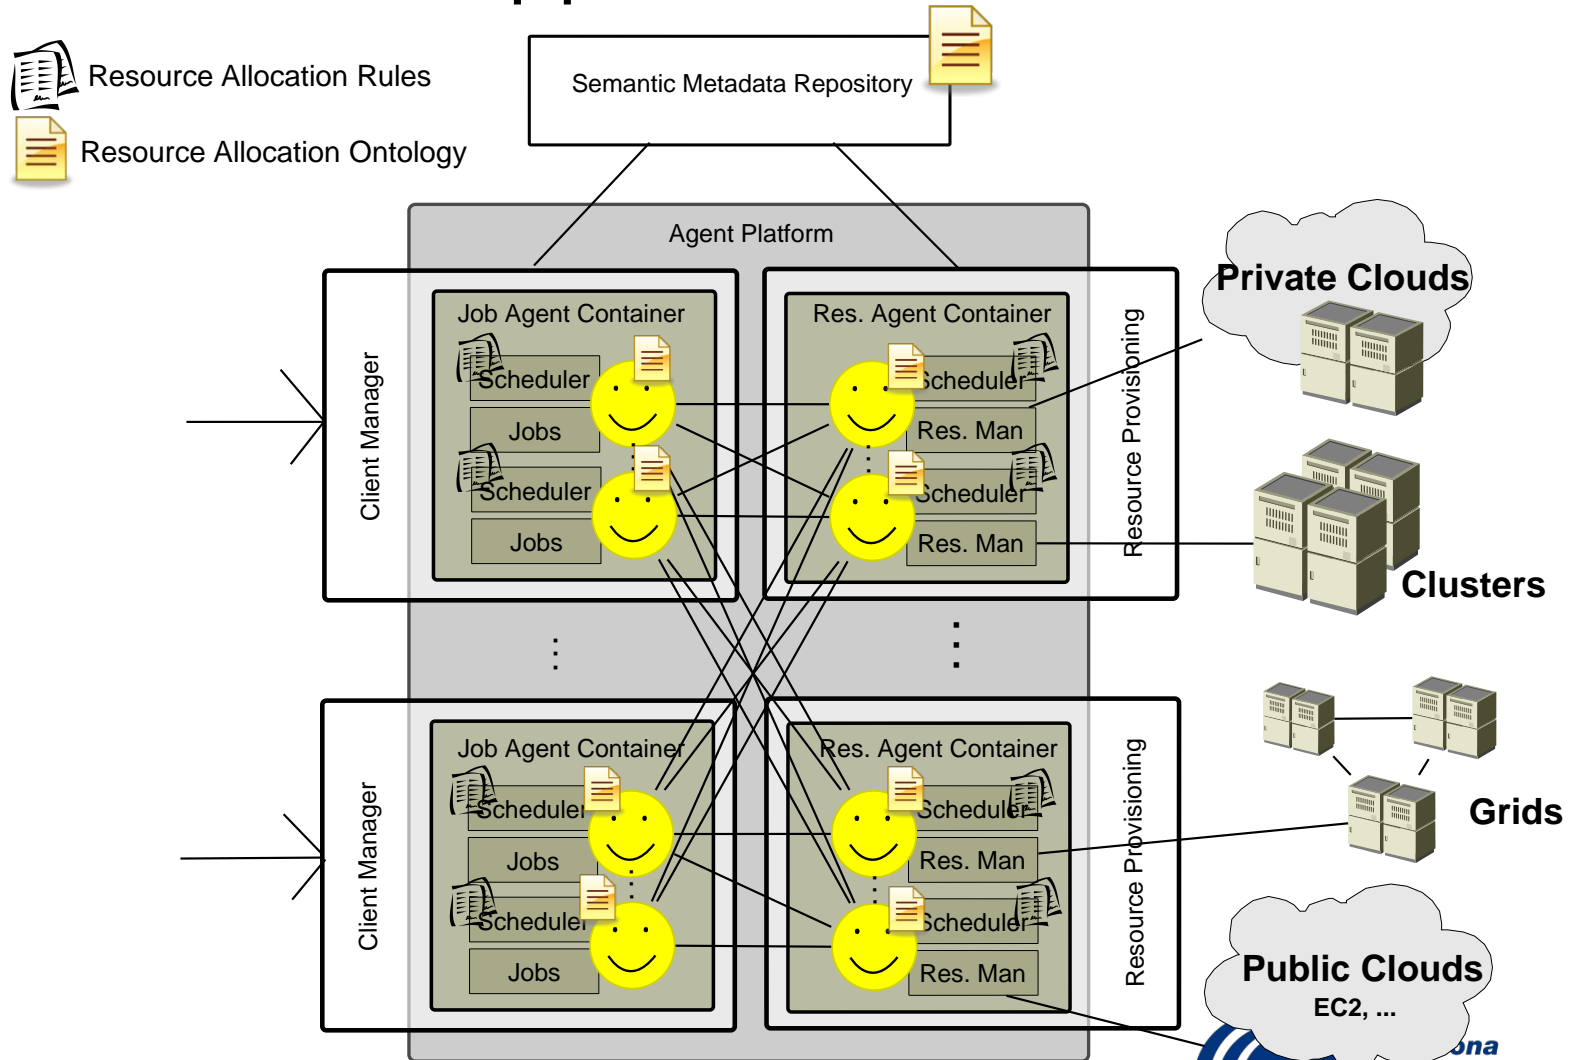 Resource Allocation Rules
Resource Allocation Ontology
Semantic Metadata Repository
Agent Platform
Client Manager
Job Agent Container
Scheduler
Jobs
Scheduler
Jobs
Res. Agent Container
Scheduler
Res. Man
Scheduler
Res. Man
Resource Provisioning
Private Clouds
Clusters
...
...
Client Manager
Job Agent Container
Scheduler
Jobs
Scheduler
Jobs
Res. Agent Container
Scheduler
Res. Man
Scheduler
Res. Man
Resource Provisioning
Grids
Public Clouds
EC2, ...